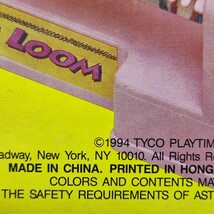 LOOM
©1994 TYCO PLAYTIM
adway, New York, NY 10010. All Rights Re
MADE IN CHINA. PRINTED IN HONG
COLORS AND CONTENTS MA
THE SAFETY REQUIREMENTS OF AST